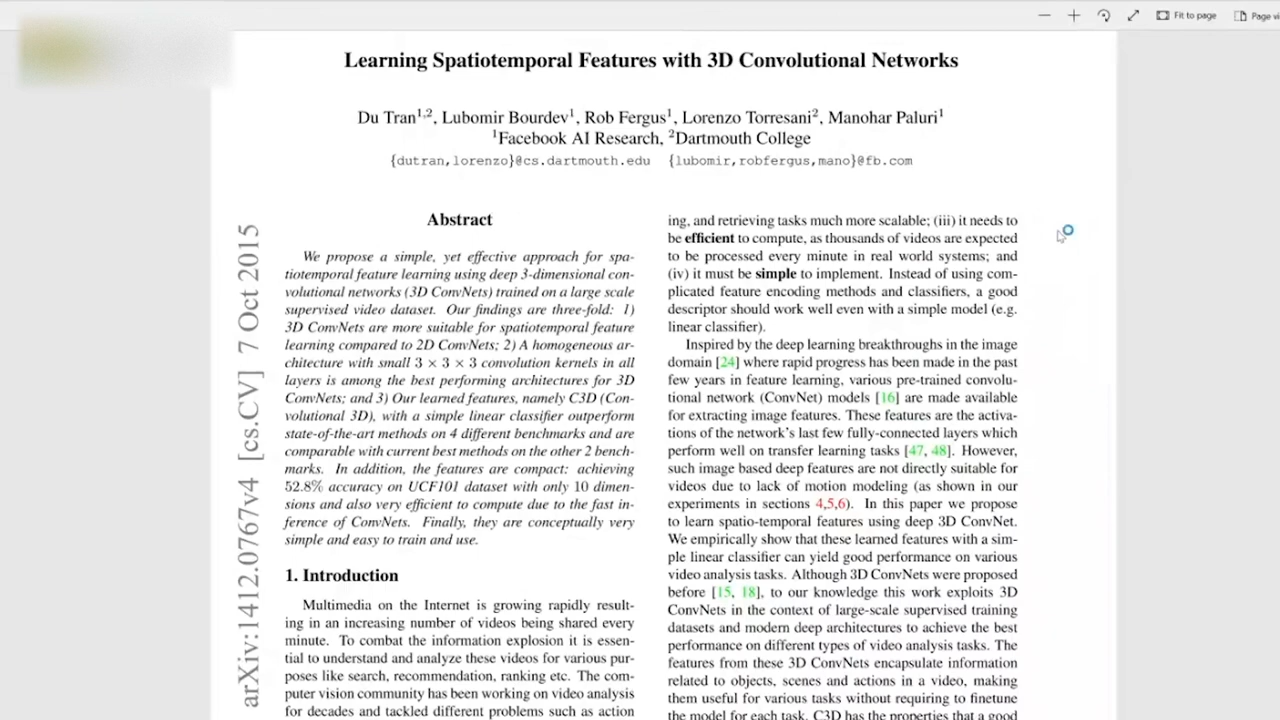 Fit to page
Page vi
Learning Spatiotemporal Features with 3D Convolutional Networks
Du Tran1,2, Lubomir Bourdev1, Rob Fergus1, Lorenzo Torresani2, Manohar Paluri1
1Facebook AI Research, 2Dartmouth College
{dutran,lorenzo}@cs.dartmouth.edu {lubomir,robfergus,mano}@fb.com
arXiv:1412.0767v4 [cs.CV] 7 Oct 2015
Abstract
We propose a simple, yet effective approach for spa-
tiotemporal feature learning using deep 3-dimensional con-
volutional networks (3D ConvNets) trained on a large scale
supervised video dataset. Our findings are three-fold: 1)
3D ConvNets are more suitable for spatiotemporal feature
learning compared to 2D ConvNets; 2) A homogeneous ar-
chitecture with small 3 × 3 × 3 convolution kernels in all
layers is among the best performing architectures for 3D
ConvNets; and 3) Our learned features, namely C3D (Con-
volutional 3D), with a simple linear classifier outperform
state-of-the-art methods on 4 different benchmarks and are
comparable with current best methods on the other 2 bench-
marks. In addition, the features are compact: achieving
52.8% accuracy on UCF101 dataset with only 10 dimen-
sions and also very efficient to compute due to the fast in-
ference of ConvNets. Finally, they are conceptually very
simple and easy to train and use.
1. Introduction
Multimedia on the Internet is growing rapidly result-
ing in an increasing number of videos being shared every
minute. To combat the information explosion it is essen-
tial to understand and analyze these videos for various pur-
poses like search, recommendation, ranking etc. The com-
puter vision community has been working on video analysis
for decades and tackled different problems such as action
ing, and retrieving tasks much more scalable; (iii) it needs to
be efficient to compute, as thousands of videos are expected
to be processed every minute in real world systems; and
(iv) it must be simple to implement. Instead of using com-
plicated feature encoding methods and classifiers, a good
descriptor should work well even with a simple model (e.g.
linear classifier).
Inspired by the deep learning breakthroughs in the image
domain [24] where rapid progress has been made in the past
few years in feature learning, various pre-trained convolu-
tional network (ConvNet) models [16] are made available
for extracting image features. These features are the activa-
tions of the network's last few fully-connected layers which
perform well on transfer learning tasks [47, 48]. However,
such image based deep features are not directly suitable for
videos due to lack of motion modeling (as shown in our
experiments in sections 4,5,6). In this paper we propose
to learn spatio-temporal features using deep 3D ConvNet.
We empirically show that these learned features with a sim-
ple linear classifier can yield good performance on various
video analysis tasks. Although 3D ConvNets were proposed
before [15, 18], to our knowledge this work exploits 3D
ConvNets in the context of large-scale supervised training
datasets and modern deep architectures to achieve the best
performance on different types of video analysis tasks. The
features from these 3D ConvNets encapsulate information
related to objects, scenes and actions in a video, making
them useful for various tasks without requiring to finetune
the model for each task. C3D has the properties that a good